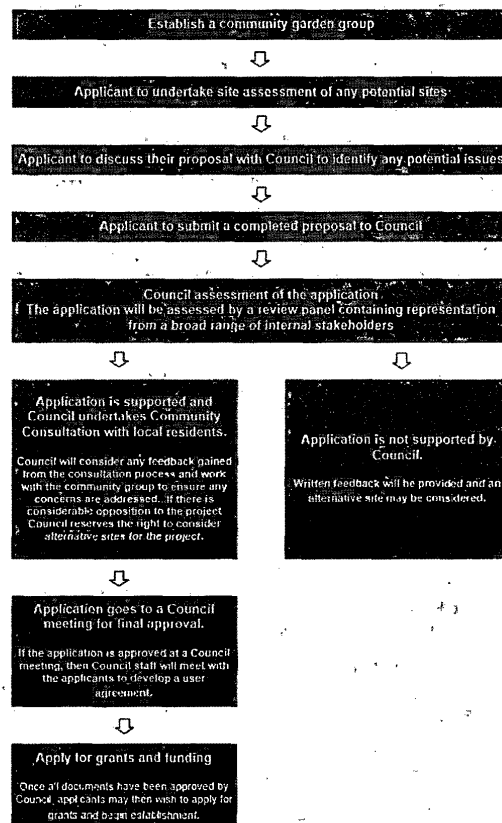 Establish a community garden group
Applicant to undertake site assessment of any potential sites
Applicant to discuss their proposal with Council to identify any potential issues
Applicant to submit a completed proposal to Council
Council assessment of the application
The application will be assessed by a review panel containing representation
from a broad range of internal stakeholders
Application is supported and
Council undertakes Community
Consultation with local residents.
Council will consider any feedback gained
from the consultation process and work
with the community group to ensure any
concerns are addressed. If there is
considerable opposition to the project
Council reserves the right to consider
alternative sites for the project.
Application is not supported by
Council.
Written feedback will be provided and an
alternative site may be considered.
Application goes to a Council
meeting for final approval.
If the application is approved at a Council
meeting, then Council staff will meet with
the applicants to develop a user
agreement.
Apply for grants and funding
Once all documents have been approved by
Council, applicants may then wish to apply for
grants and begin establishment.